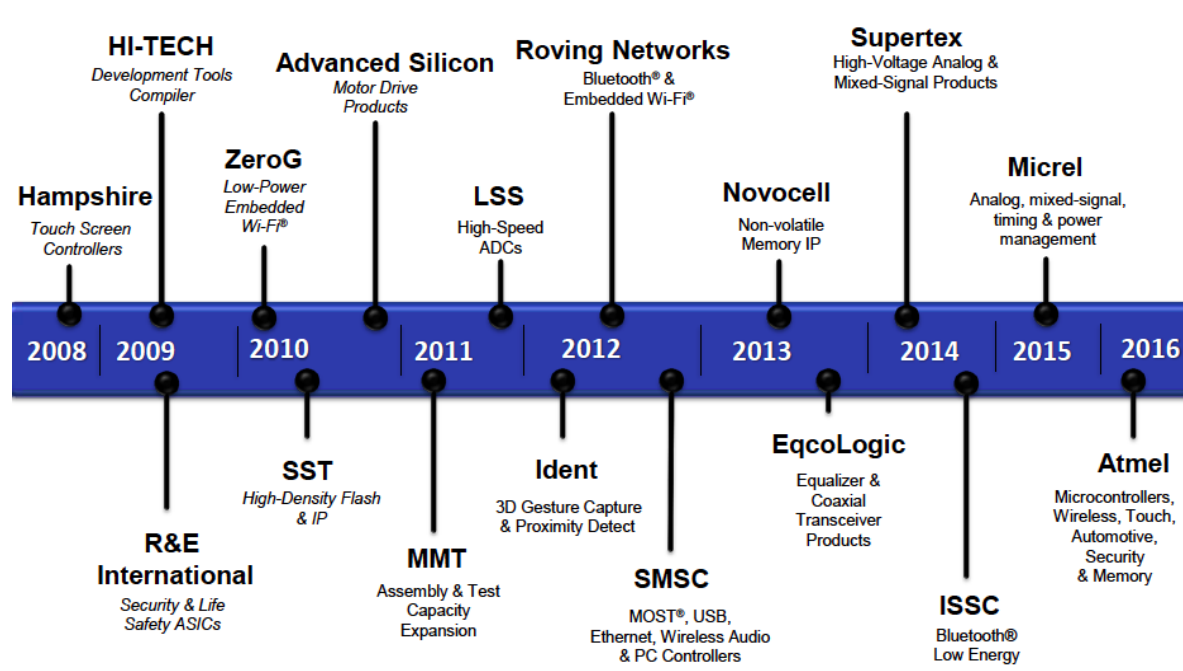 HI-TECH
Development Tools
Compiler
Advanced Silicon
Motor Drive
Products
Roving Networks
Bluetooth® &
Embedded Wi-Fi®
Supertex
High-Voltage Analog &
Mixed-Signal Products
Hampshire
Touch Screen
Controllers
ZeroG
Low-Power
Embedded
Wi-Fi®
LSS
High-Speed
ADCs
Novocell
Non-volatile
Memory IP
Micrel
Analog, mixed-signal,
timing & power
management
2008 2009 2010 2011 2012 2013 2014 2015 2016
R&E
International
Security & Life
Safety ASICs
SST
High-Density Flash
& IP
MMT
Assembly & Test
Capacity
Expansion
Ident
3D Gesture Capture
& Proximity Detect
SMSC
MOST®, USB,
Ethernet, Wireless Audio
& PC Controllers
EqcoLogic
Equalizer &
Coaxial
Transceiver
Products
ISSC
Bluetooth®
Low Energy
Atmel
Microcontrollers,
Wireless, Touch,
Automotive,
Security
& Memory